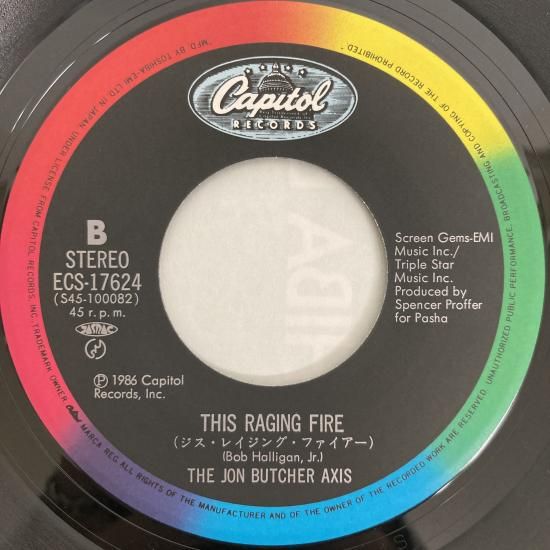 Capitol
RECORDS
B
STEREO
ECS-17624
(S45-100082)
45 r.p.m.
JASRAC
Ⓟ 1986 Capitol
Records, Inc.
Screen Gems-EMI
Music Inc./
Triple Star
Music Inc.
Produced by
Spencer Proffer
for Pasha
THIS RAGING FIRE
(ジス・レイジング・ファイアー)
(Bob Halligan, Jr.)
THE JON BUTCHER AXIS
"MFD. BY TOSHIBA-EMI LTD. IN JAPAN UNDER LICENSE FROM CAPITOL RECORDS, INC. TRADEMARK OWNER Capitol MARCA REG. ALL RIGHTS OF THE MANUFACTURER AND OF THE OWNER OF THE RECORDED WORK ARE RESERVED. UNAUTHORIZED PUBLIC PERFORMANCE, BROADCASTING AND COPYING OF THE RECORD PROHIBITED."